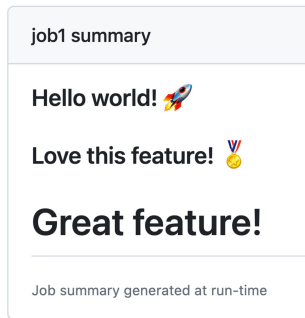 job1 summary
Hello world! 🚀
Love this feature! 🏅
Great feature!
Job summary generated at run-time